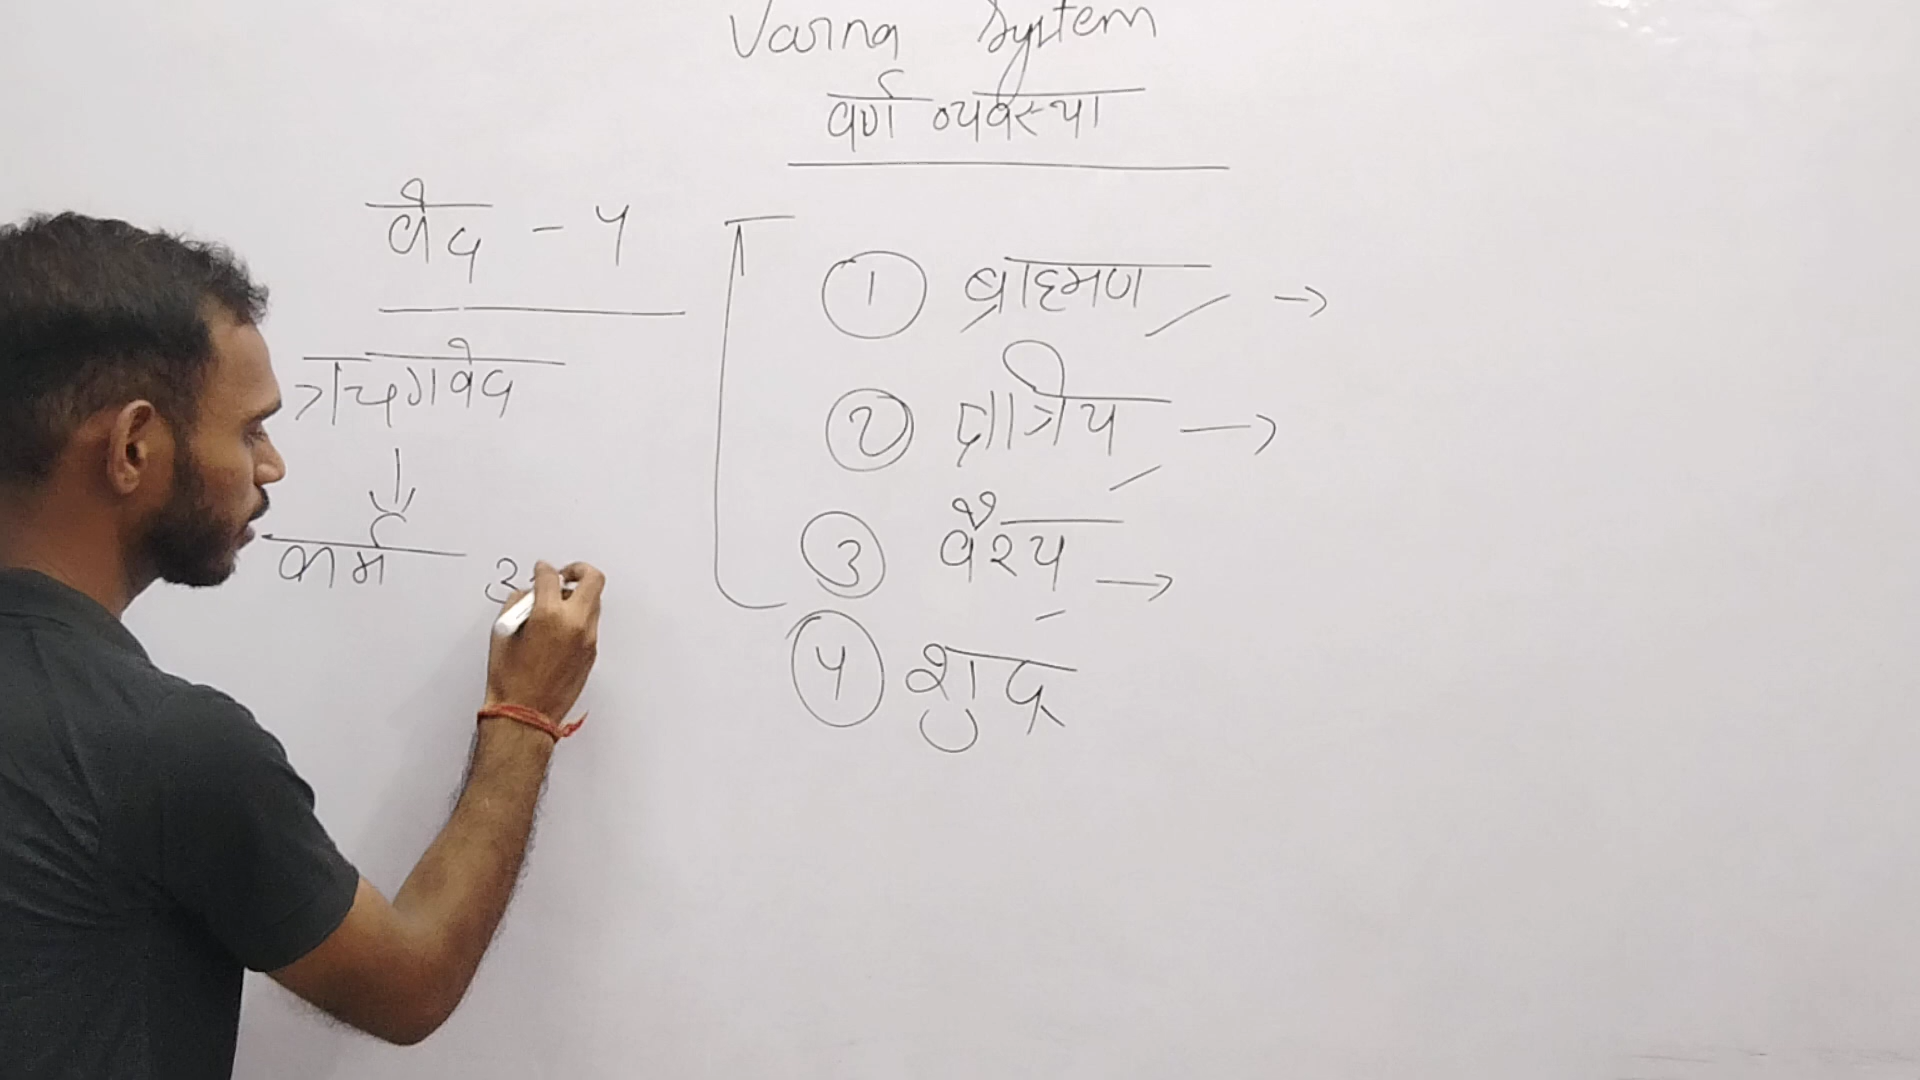 Varna System
वर्ण व्यवस्था
वेद - 4
ऋगवेद
कर्म
① ब्राह्मण →
② क्षत्रिय →
③ वैश्य →
④ शुद्र